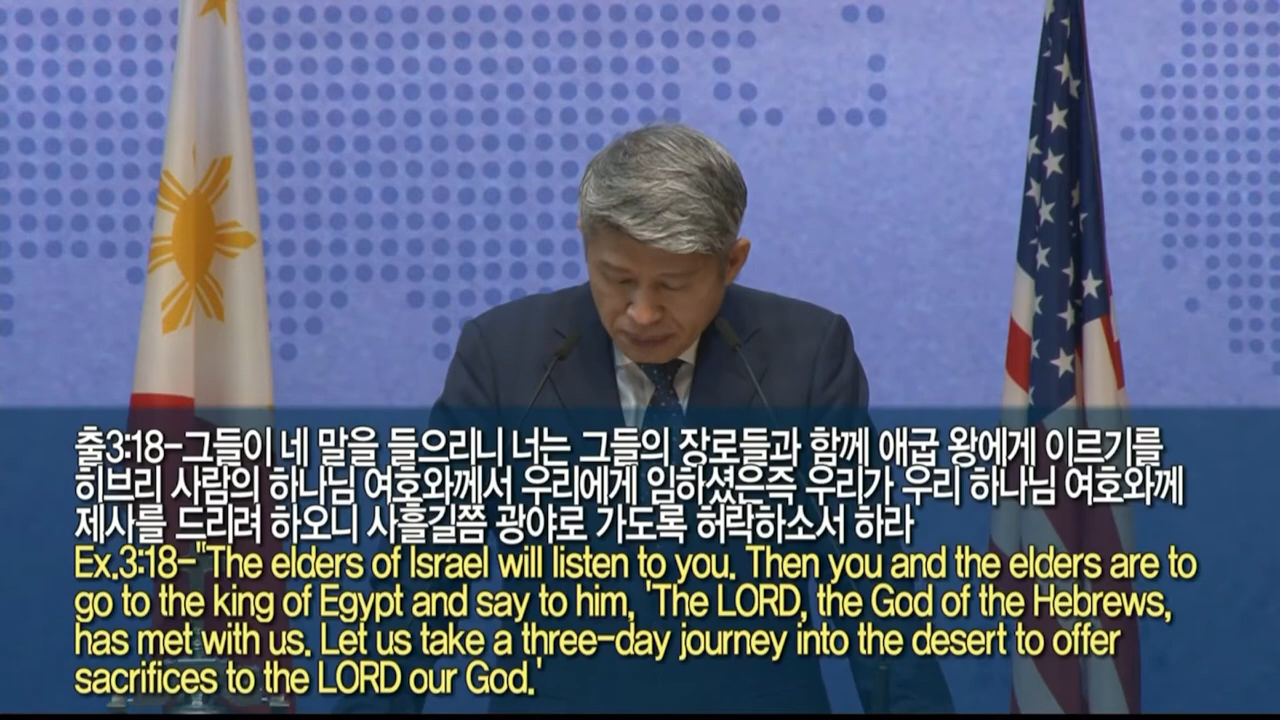 출3:18-그들이 네 말을 들으리니 너는 그들의 장로들과 함께 애굽 왕에게 이르기를
히브리 사람의 하나님 여호와께서 우리에게 임하셨은즉 우리가 우리 하나님 여호와께
제사를 드리려 하오니 사흘길쯤 광야로 가도록 허락하소서 하라
Ex.3:18-"The elders of Israel will listen to you. Then you and the elders are to
go to the king of Egypt and say to him, 'The LORD, the God of the Hebrews,
has met with us. Let us take a three-day journey into the desert to offer
sacrifices to the LORD our God.'